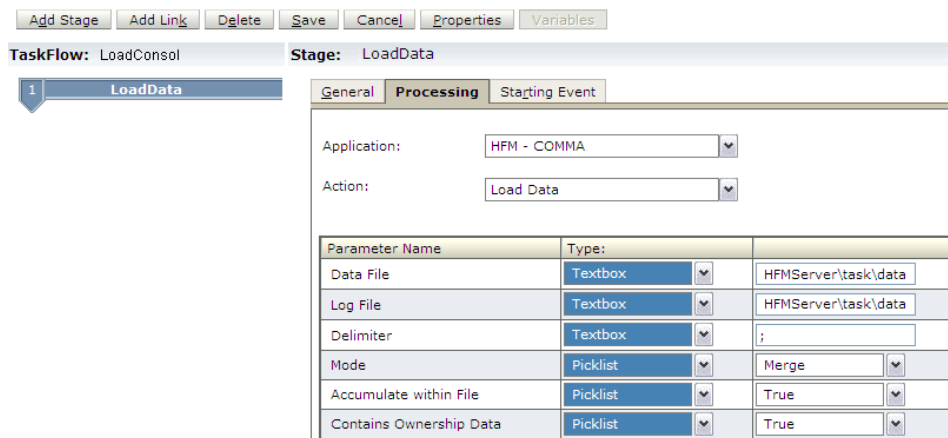 Add Stage Add Link Delete Save Cancel Properties Variables
TaskFlow: LoadConsol Stage: LoadData
1 LoadData General Processing Starting Event
Application: HFM - COMMA
Action: Load Data
Parameter Name Type:
Data File Textbox HFMServer\task\data
Log File Textbox HFMServer\task\data
Delimiter Textbox ;
Mode Picklist Merge
Accumulate within File Picklist True
Contains Ownership Data Picklist True